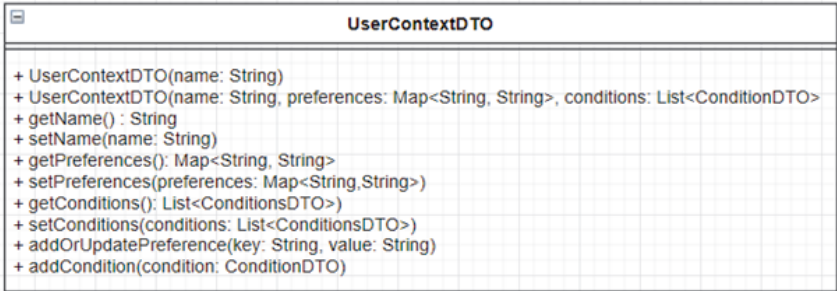 UserContextDTO
+ UserContextDTO(name: String)
+ UserContextDTO(name: String, preferences: Map<String, String>, conditions: List<ConditionDTO>
+ getName() : String
+ setName(name: String)
+ getPreferences(): Map<String, String>
+ setPreferences(preferences: Map<String,String>)
+ getConditions(): List<ConditionsDTO>)
+ setConditions(conditions: List<ConditionsDTO>)
+ addOrUpdatePreference(key: String, value: String)
+ addCondition(condition: ConditionDTO)